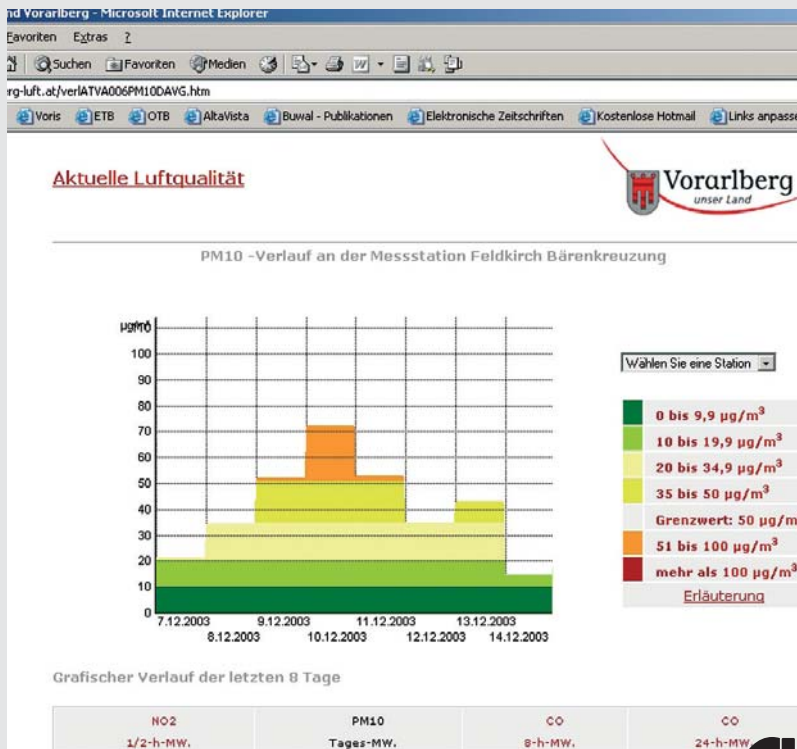 nd Vorarlberg - Microsoft Internet Explorer
Favoriten Extras ?
Suchen Favoriten Medien
rg-luft.at/verlATVA006PM10DAVG.htm
Voris ETB OTB AltaVista Buwal - Publikationen Elektronische Zeitschriften Kostenlose Hotmail Links anpasse
Aktuelle Luftqualität
Vorarlberg
unser Land
PM10 -Verlauf an der Messstation Feldkirch Bärenkreuzung
100
90
80
70
60
50
40
30
20
10
0
7.12.2003 9.12.2003 11.12.2003 13.12.2003
8.12.2003 10.12.2003 12.12.2003 14.12.2003
Wählen Sie eine Station
0 bis 9,9 µg/m³
10 bis 19,9 µg/m³
20 bis 34,9 µg/m³
35 bis 50 µg/m³
Grenzwert: 50 µg/m
51 bis 100 µg/m³
mehr als 100 µg/m³
Erläuterung
Grafischer Verlauf der letzten 8 Tage
NO2 PM10 CO CO
1/2-h-MW. Tages-MW. 8-h-MW. 24-h-MW